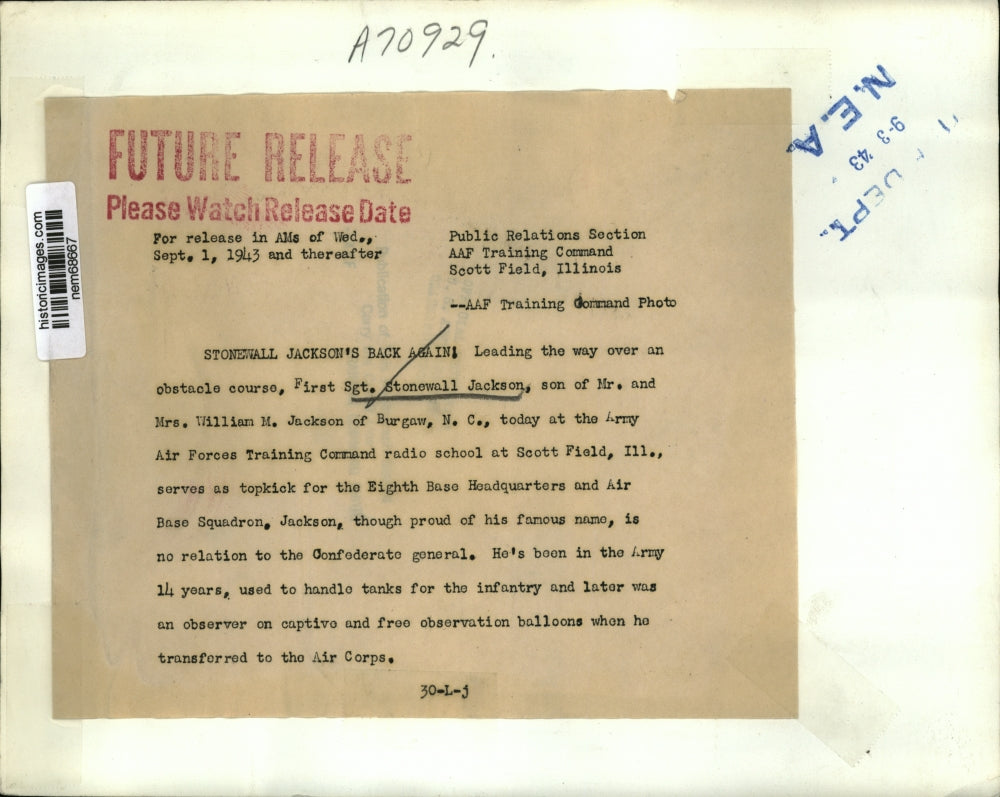 A70929.
N.E.A.
9-3 '43
DEPT.
FUTURE RELEASE
Please Watch Release Date
For release in AMs of Wed.,
Sept. 1, 1943 and thereafter
Public Relations Section
AAF Training Command
Scott Field, Illinois
--AAF Training Command Photo
historicimages.com
nem68667
STONEWALL JACKSON'S BACK AGAIN! Leading the way over an
obstacle course, First Sgt. Stonewall Jackson, son of Mr. and
Mrs. William M. Jackson of Burgaw, N. C., today at the Army
Air Forces Training Command radio school at Scott Field, Ill.,
serves as topkick for the Eighth Base Headquarters and Air
Base Squadron. Jackson, though proud of his famous name, is
no relation to the Confederate general. He's been in the Army
14 years, used to handle tanks for the infantry and later was
an observer on captive and free observation balloons when he
transferred to the Air Corps.
30-L-j